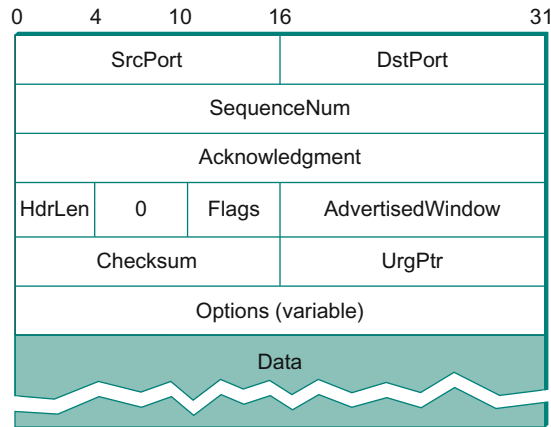 0 4 10 16 31
SrcPort DstPort
SequenceNum
Acknowledgment
HdrLen 0 Flags AdvertisedWindow
Checksum UrgPtr
Options (variable)
Data